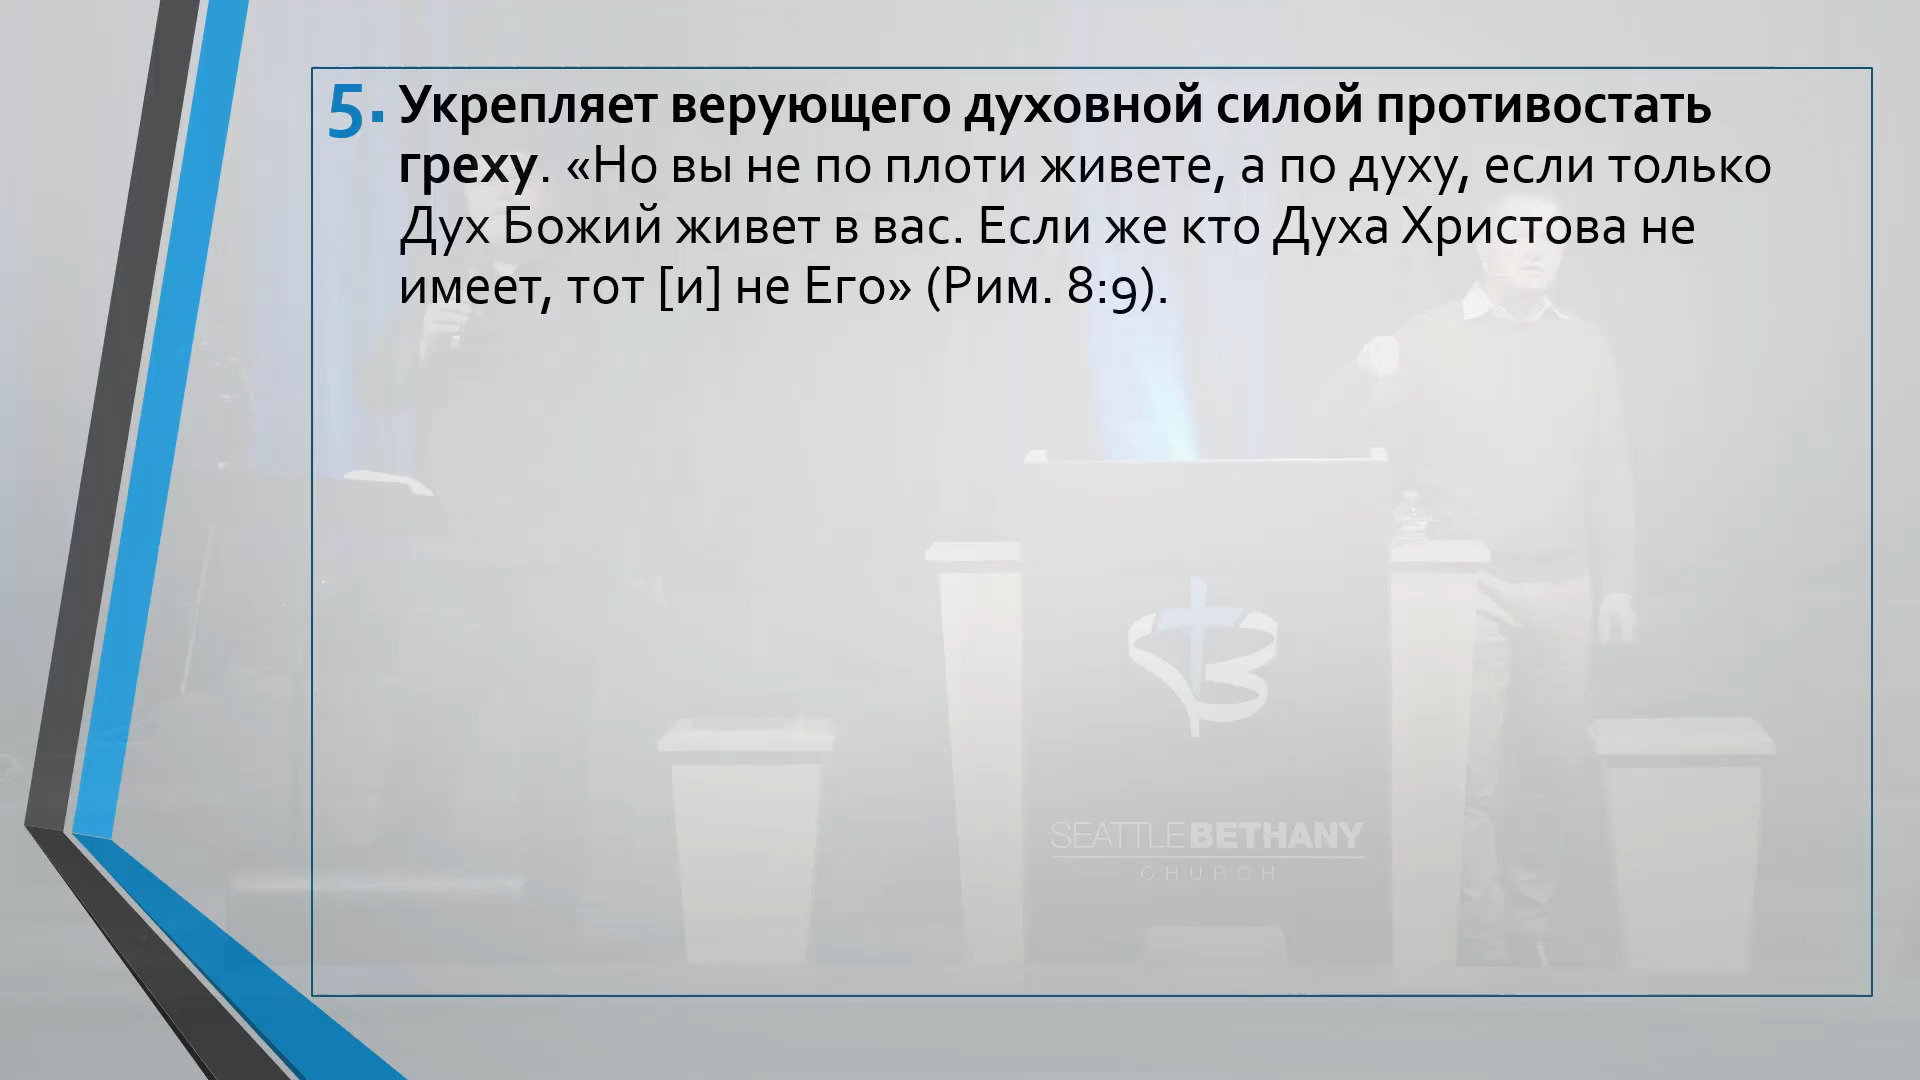 5. Укрепляет верующего духовной силой противостать
греху. «Но вы не по плоти живете, а по духу, если только
Дух Божий живет в вас. Если же кто Духа Христова не
имеет, тот [и] не Его» (Рим. 8:9).
SEATTLE BETHANY
CHURCH